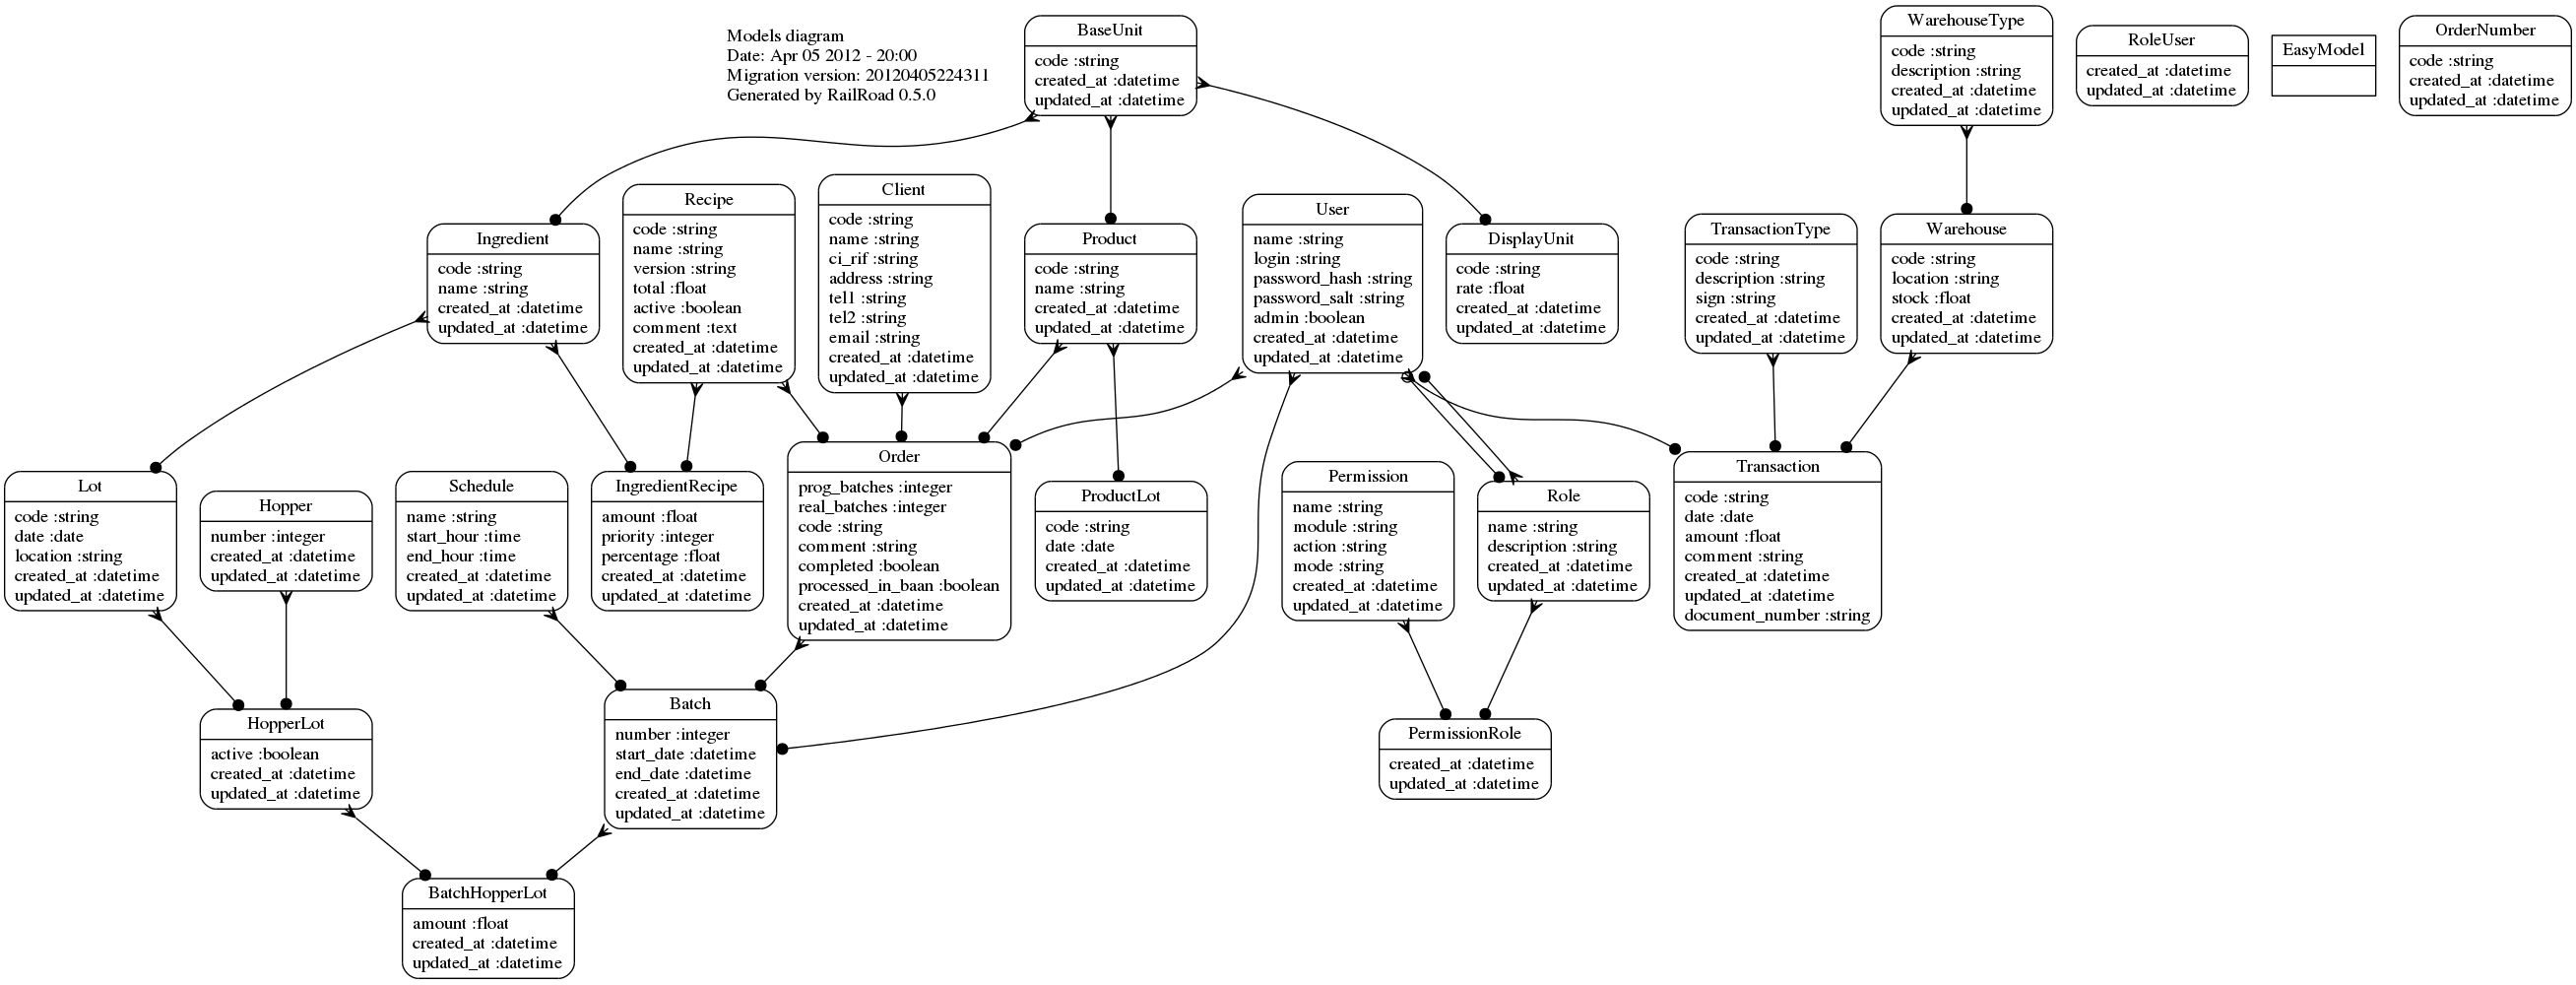 Models diagram
Date: Apr 05 2012 - 20:00
Migration version: 20120405224311
Generated by RailRoad 0.5.0
BaseUnit
code :string
created_at :datetime
updated_at :datetime
WarehouseType
code :string
description :string
created_at :datetime
updated_at :datetime
RoleUser
created_at :datetime
updated_at :datetime
EasyModel
OrderNumber
code :string
created_at :datetime
updated_at :datetime
Ingredient
code :string
name :string
created_at :datetime
updated_at :datetime
Recipe
code :string
name :string
version :string
total :float
active :boolean
comment :text
created_at :datetime
updated_at :datetime
Client
code :string
name :string
ci_rif :string
address :string
tel1 :string
tel2 :string
email :string
created_at :datetime
updated_at :datetime
Product
code :string
name :string
created_at :datetime
updated_at :datetime
User
name :string
login :string
password_hash :string
password_salt :string
admin :boolean
created_at :datetime
updated_at :datetime
DisplayUnit
code :string
rate :float
created_at :datetime
updated_at :datetime
TransactionType
code :string
description :string
sign :string
created_at :datetime
updated_at :datetime
Warehouse
code :string
location :string
stock :float
created_at :datetime
updated_at :datetime
Lot
code :string
date :date
location :string
created_at :datetime
updated_at :datetime
Hopper
number :integer
created_at :datetime
updated_at :datetime
Schedule
name :string
start_hour :time
end_hour :time
created_at :datetime
updated_at :datetime
IngredientRecipe
amount :float
priority :integer
percentage :float
created_at :datetime
updated_at :datetime
Order
prog_batches :integer
real_batches :integer
code :string
comment :string
completed :boolean
processed_in_baan :boolean
created_at :datetime
updated_at :datetime
ProductLot
code :string
date :date
created_at :datetime
updated_at :datetime
Permission
name :string
module :string
action :string
mode :string
created_at :datetime
updated_at :datetime
Role
name :string
description :string
created_at :datetime
updated_at :datetime
Transaction
code :string
date :date
amount :float
comment :string
created_at :datetime
updated_at :datetime
document_number :string
HopperLot
active :boolean
created_at :datetime
updated_at :datetime
Batch
number :integer
start_date :datetime
end_date :datetime
created_at :datetime
updated_at :datetime
PermissionRole
created_at :datetime
updated_at :datetime
BatchHopperLot
amount :float
created_at :datetime
updated_at :datetime